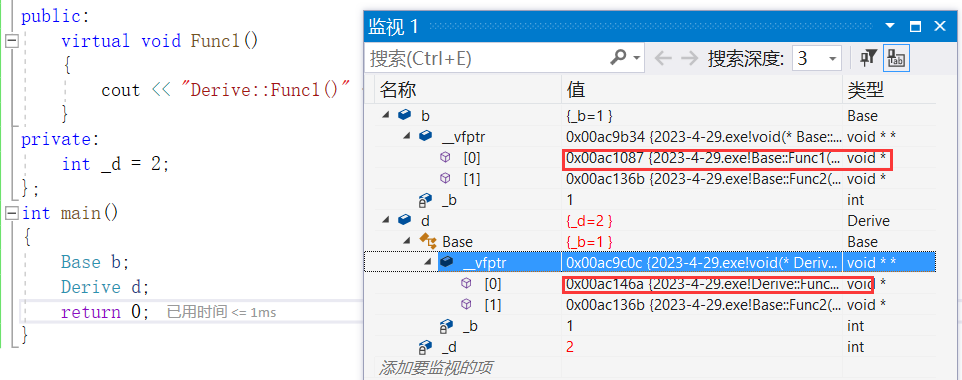 public:
virtual void Func1()
{
cout << "Derive::Func1()"
}
private:
int _d = 2;
};
int main()
{
Base b;
Derive d;
return 0; 已用时间 <= 1ms
}
监视 1
搜索(Ctrl+E) 搜索深度: 3
名称 值 类型
b {_b=1 } Base
__vfptr 0x00ac9b34 {2023-4-29.exe!void(* Base::... void * *
[0] 0x00ac1087 {2023-4-29.exe!Base::Func1(... void *
[1] 0x00ac136b {2023-4-29.exe!Base::Func2(... void *
_b 1 int
d {_d=2 } Derive
Base {_b=1 } Base
__vfptr 0x00ac9c0c {2023-4-29.exe!void(* Deriv... void * *
[0] 0x00ac146a {2023-4-29.exe!Derive::Func... void *
[1] 0x00ac136b {2023-4-29.exe!Base::Func2(... void *
_b 1 int
_d 2 int
添加要监视的项